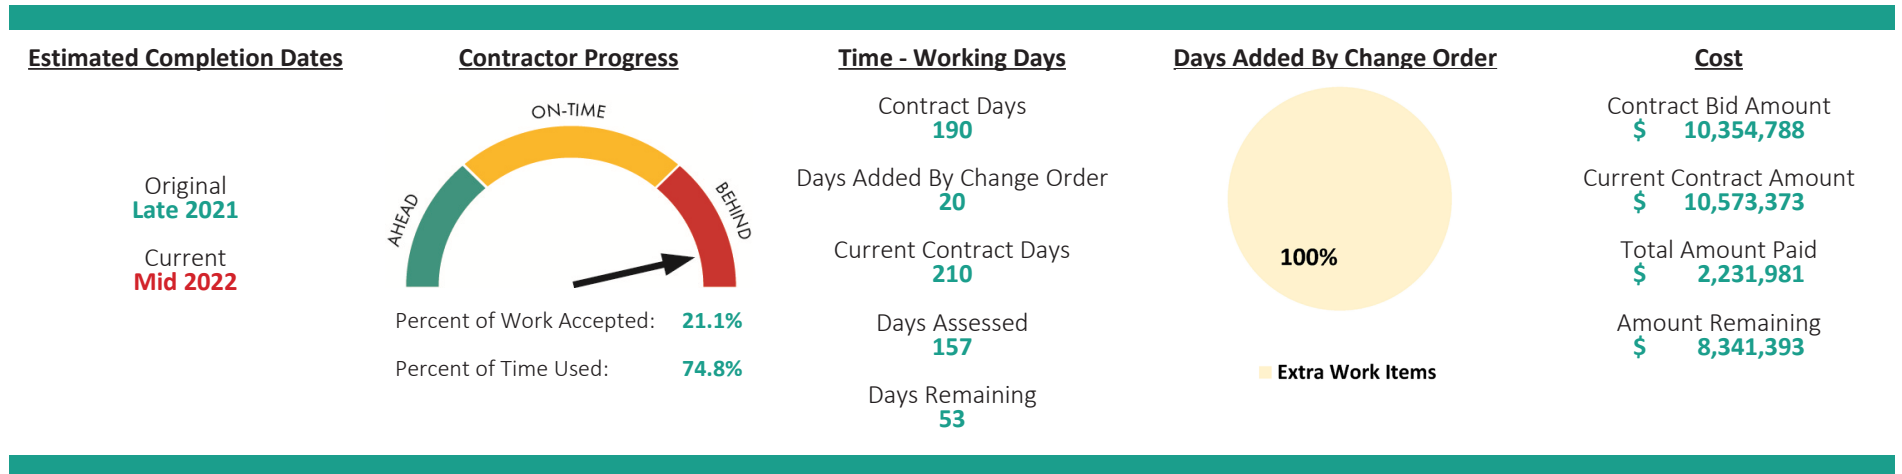 Estimated Completion Dates
Original
Late 2021
Current
Mid 2022
Contractor Progress
ON-TIME
AHEAD
BEHIND
Percent of Work Accepted: 21.1%
Percent of Time Used: 74.8%
Time - Working Days
Contract Days
190
Days Added By Change Order
20
Current Contract Days
210
Days Assessed
157
Days Remaining
53
Days Added By Change Order
100%
Extra Work Items
Cost
Contract Bid Amount
$ 10,354,788
Current Contract Amount
$ 10,573,373
Total Amount Paid
$ 2,231,981
Amount Remaining
$ 8,341,393